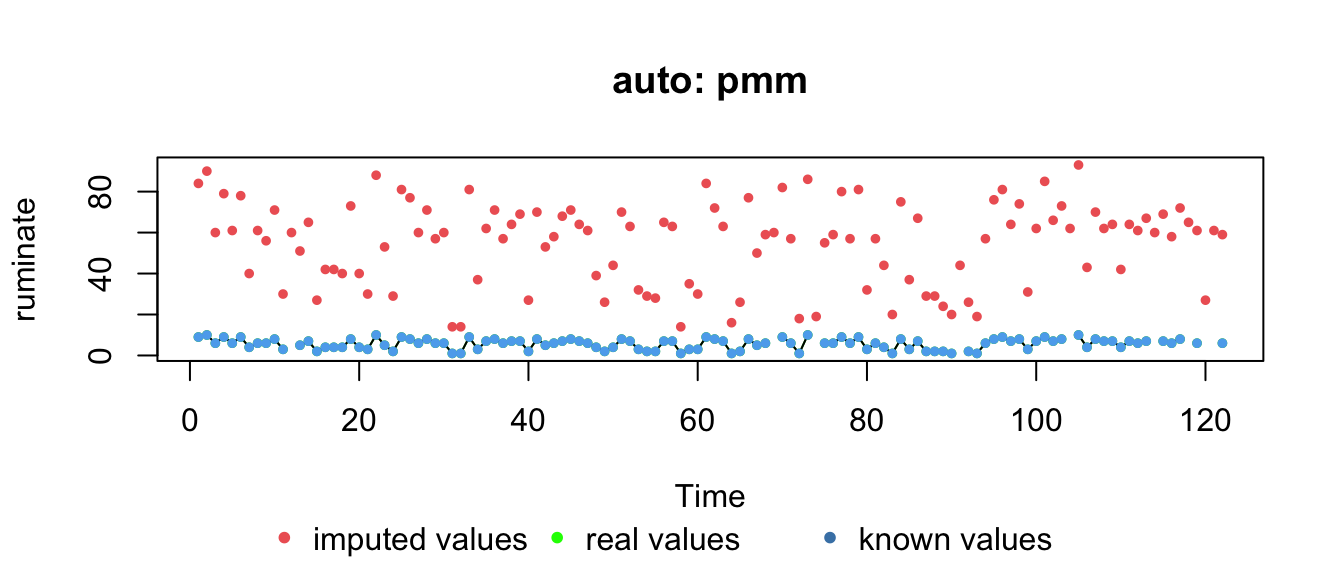 auto: pmm
ruminate
80
40
0
0 20 40 60 80 100 120
Time
imputed values real values known values